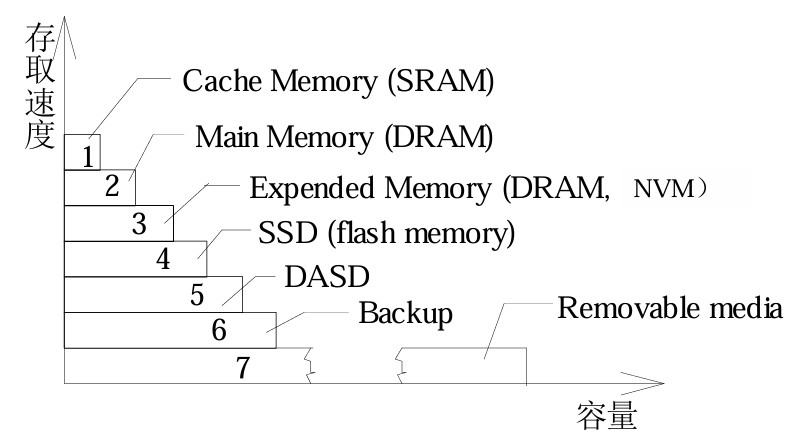 存取速度
Cache Memory (SRAM)
1
Main Memory (DRAM)
2
Expended Memory (DRAM, NVM）
3
SSD (flash memory)
4
DASD
5
Backup
6
Removable media
7
容量